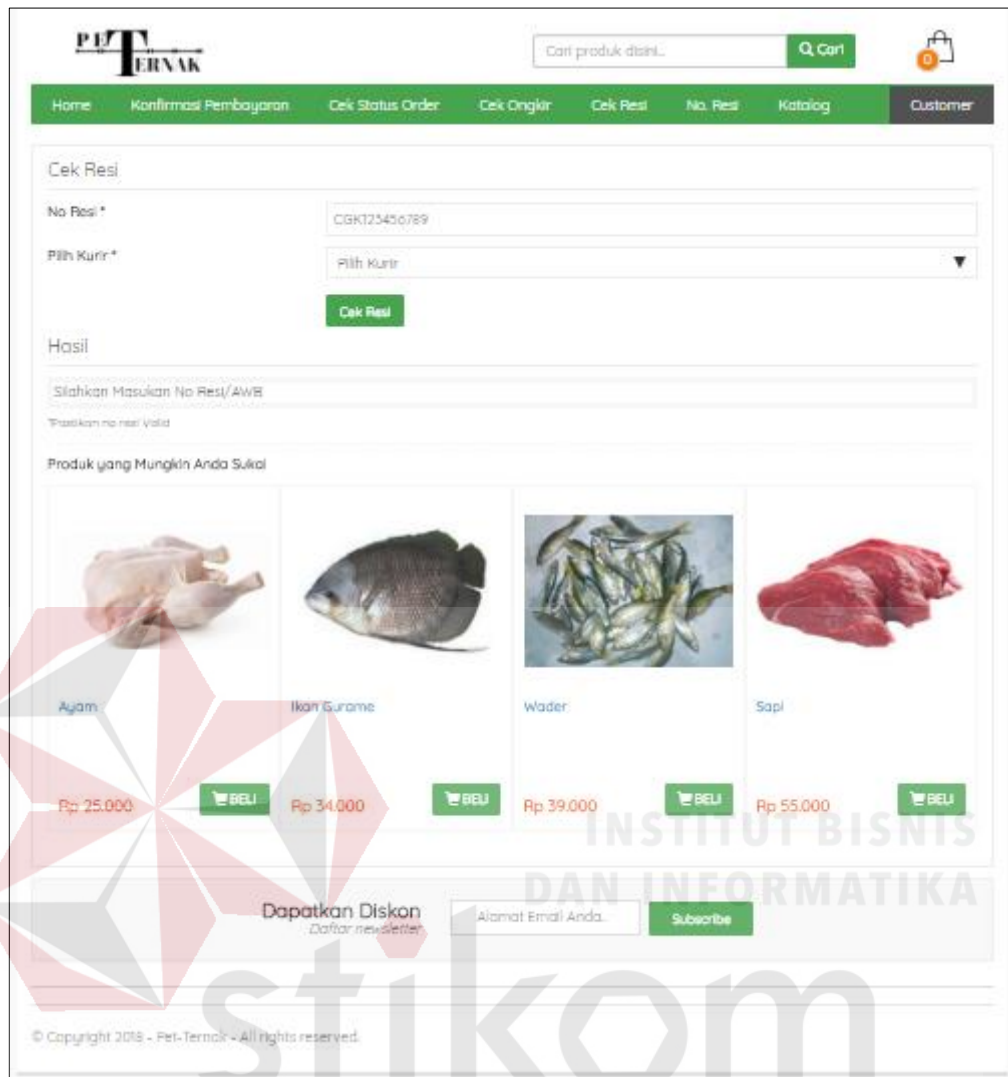 PET
TERNAK
Cari produk disini...
Cari
0
Home Konfirmasi Pembayaran Cek Status Order Cek Ongkir Cek Resi No. Resi Katalog Customer
Cek Resi
No Resi *
CGK123456789
Pilih Kurir *
Pilih Kurir
Cek Resi
Hasil
Silahkan Masukan No Resi/AWB
*Pastikan no resi Valid
Produk yang Mungkin Anda Sukai
Ayam Ikan Gurame Wader Sapi
Rp 25.000 BELI Rp 34.000 BELI Rp 39.000 BELI Rp 55.000 BELI
INSTITUT BISNIS
DAN INFORMATIKA
Dapatkan Diskon
Daftar newsletter
Alamat Email Anda..
Subscribe
stikom
© Copyright 2018 - Pet-Ternak - All rights reserved.